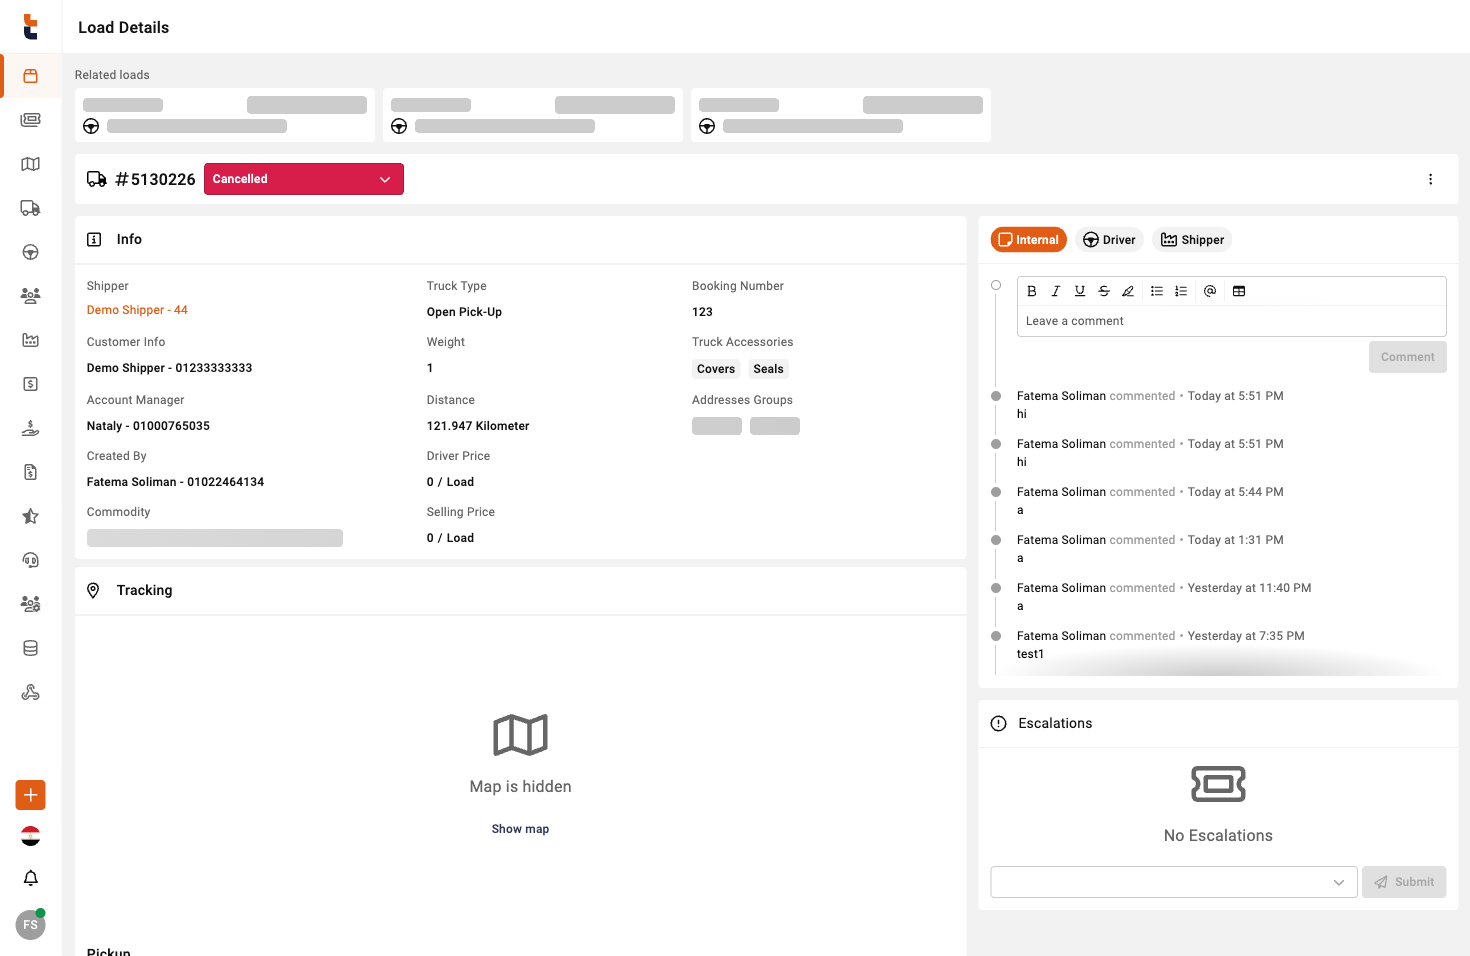 Load Details
Related loads
#5130226
Cancelled
Info
Shipper
Demo Shipper - 44
Truck Type
Open Pick-Up
Booking Number
123
Customer Info
Demo Shipper - 01233333333
Weight
1
Truck Accessories
Covers Seals
Account Manager
Nataly - 01000765035
Distance
121.947 Kilometer
Addresses Groups
Created By
Fatema Soliman - 01022464134
Driver Price
0 / Load
Commodity
Selling Price
0 / Load
Tracking
Map is hidden
Show map
Pickup
Internal Driver Shipper
B I U S @
Leave a comment
Comment
Fatema Soliman commented • Today at 5:51 PM
hi
Fatema Soliman commented • Today at 5:51 PM
hi
Fatema Soliman commented • Today at 5:44 PM
a
Fatema Soliman commented • Today at 1:31 PM
a
Fatema Soliman commented • Yesterday at 11:40 PM
a
Fatema Soliman commented • Yesterday at 7:35 PM
test1
Escalations
No Escalations
Submit
FS